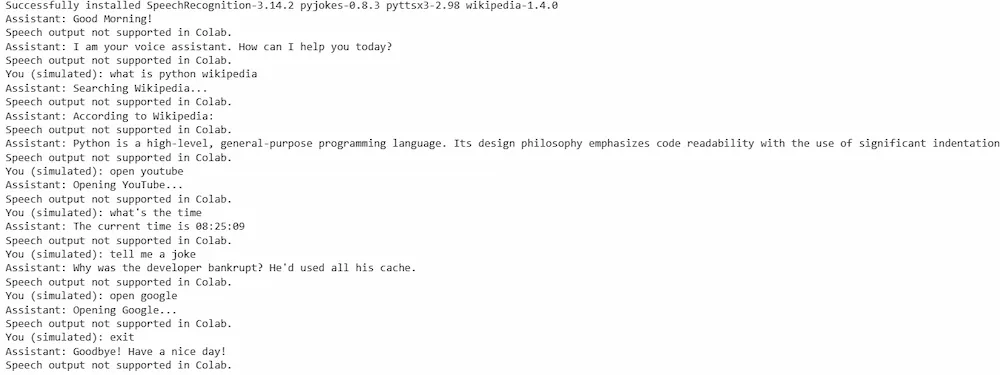 Successfully installed SpeechRecognition-3.14.2 pyjokes-0.8.3 pyttsx3-2.98 wikipedia-1.4.0
Assistant: Good Morning!
Speech output not supported in Colab.
Assistant: I am your voice assistant. How can I help you today?
Speech output not supported in Colab.
You (simulated): what is python wikipedia
Assistant: Searching Wikipedia...
Speech output not supported in Colab.
Assistant: According to Wikipedia:
Speech output not supported in Colab.
Assistant: Python is a high-level, general-purpose programming language. Its design philosophy emphasizes code readability with the use of significant indentation
Speech output not supported in Colab.
You (simulated): open youtube
Assistant: Opening YouTube...
Speech output not supported in Colab.
You (simulated): what's the time
Assistant: The current time is 08:25:09
Speech output not supported in Colab.
You (simulated): tell me a joke
Assistant: Why was the developer bankrupt? He'd used all his cache.
Speech output not supported in Colab.
You (simulated): open google
Assistant: Opening Google...
Speech output not supported in Colab.
You (simulated): exit
Assistant: Goodbye! Have a nice day!
Speech output not supported in Colab.